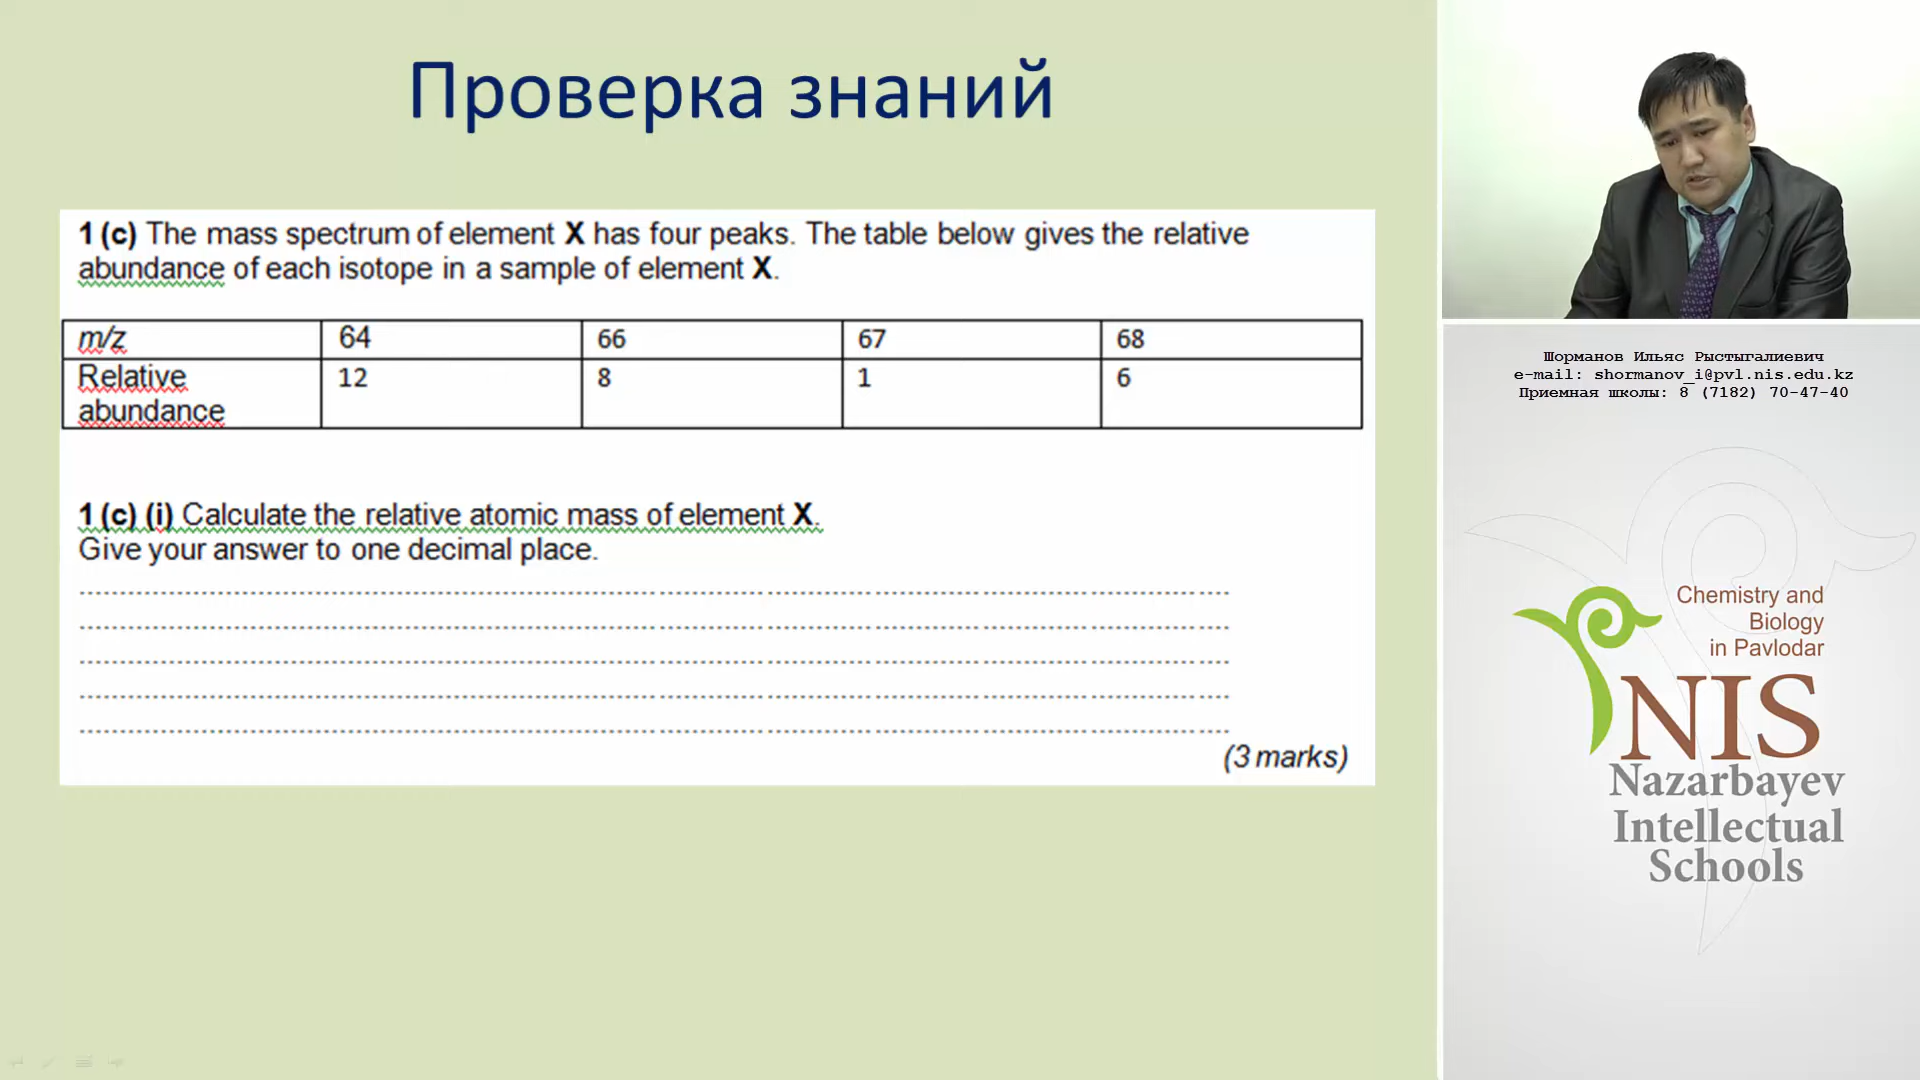 Проверка знаний
1 (c) The mass spectrum of element X has four peaks. The table below gives the relative
abundance of each isotope in a sample of element X.
m/z 64 66 67 68
Relative abundance 12 8 1 6
1 (c) (i) Calculate the relative atomic mass of element X.
Give your answer to one decimal place.
(3 marks)
Шорманов Ильяс Рыстыгалиевич
e-mail: shormanov_i@pvl.nis.edu.kz
Приемная школы: 8 (7182) 70-47-40
Chemistry and
Biology
in Pavlodar
NIS
Nazarbayev
Intellectual
Schools